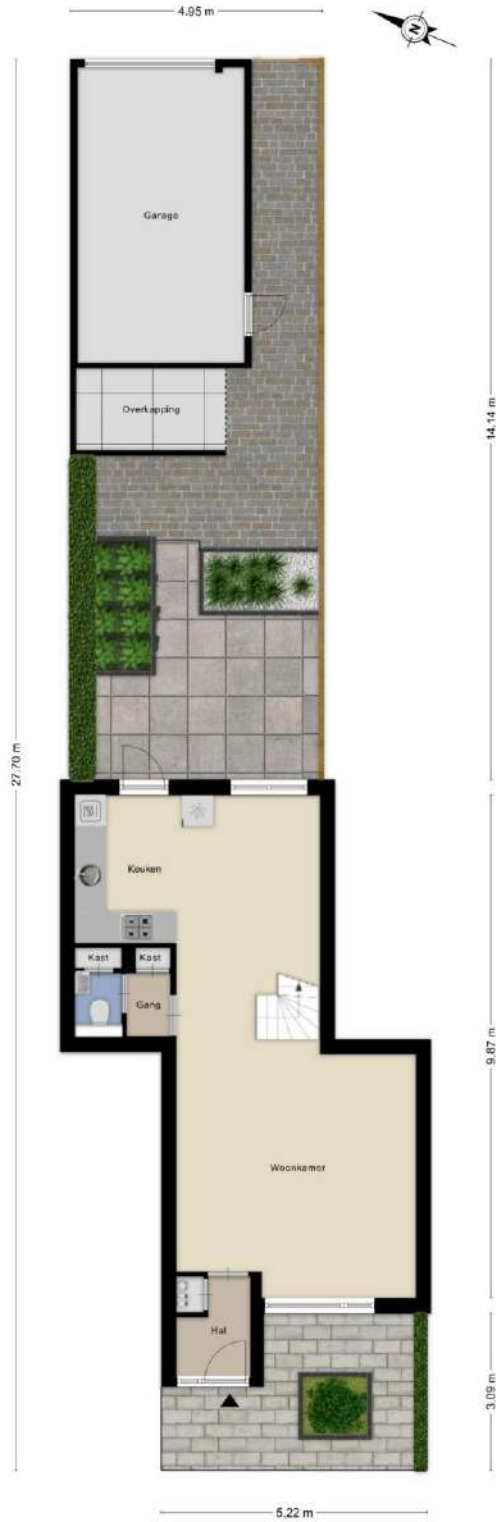 4.95 m
N
Garage
14.14 m
Overkapping
27.70 m
Keuken
Kast
Kast
Gang
9.87 m
Woonkamer
Hal
3.09 m
5.22 m